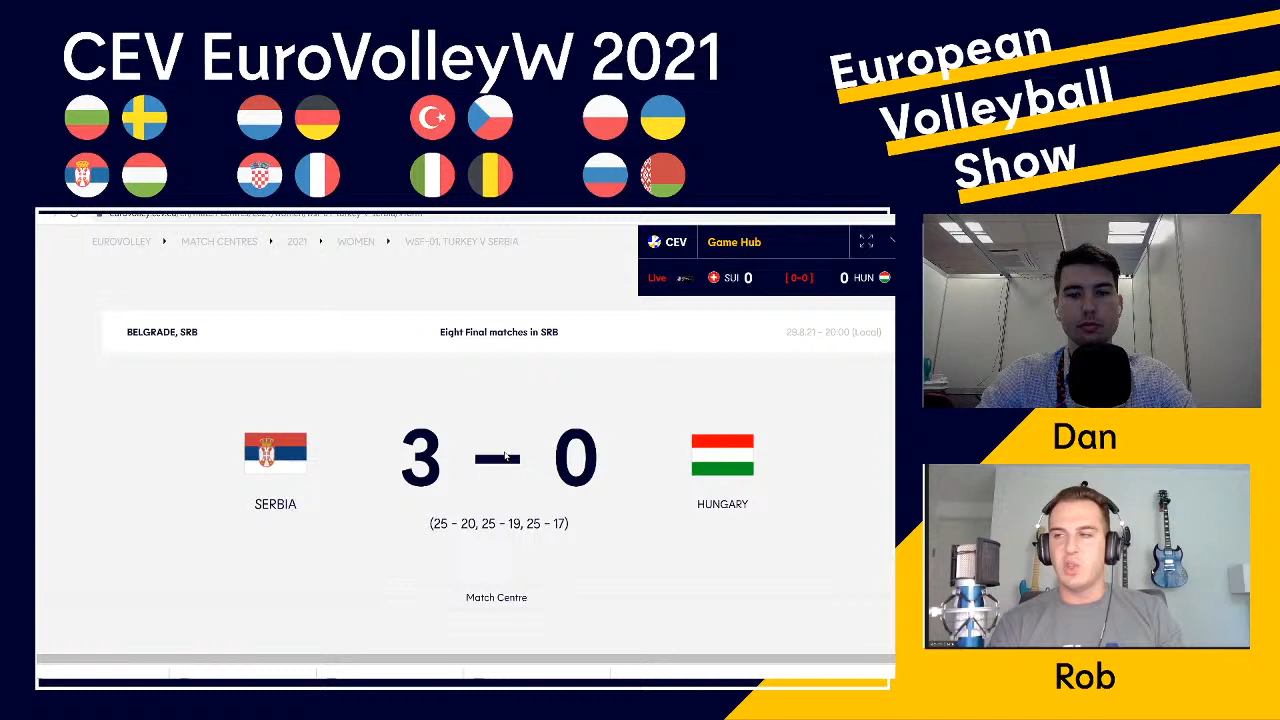 CEV EuroVolleyW 2021
European
Volleyball
Show
EUROVOLLEY
MATCH CENTRES
2021
WOMEN
WSF-01, TURKEY V SERBIA
CEV
Game Hub
Live
SUI 0
[ 0-0 ]
0 HUN
BELGRADE, SRB
Eight Final matches in SRB
29.8.21 - 20:00 (Local)
3 — 0
SERBIA
HUNGARY
(25 - 20, 25 - 19, 25 - 17)
Match Centre
Dan
Rob